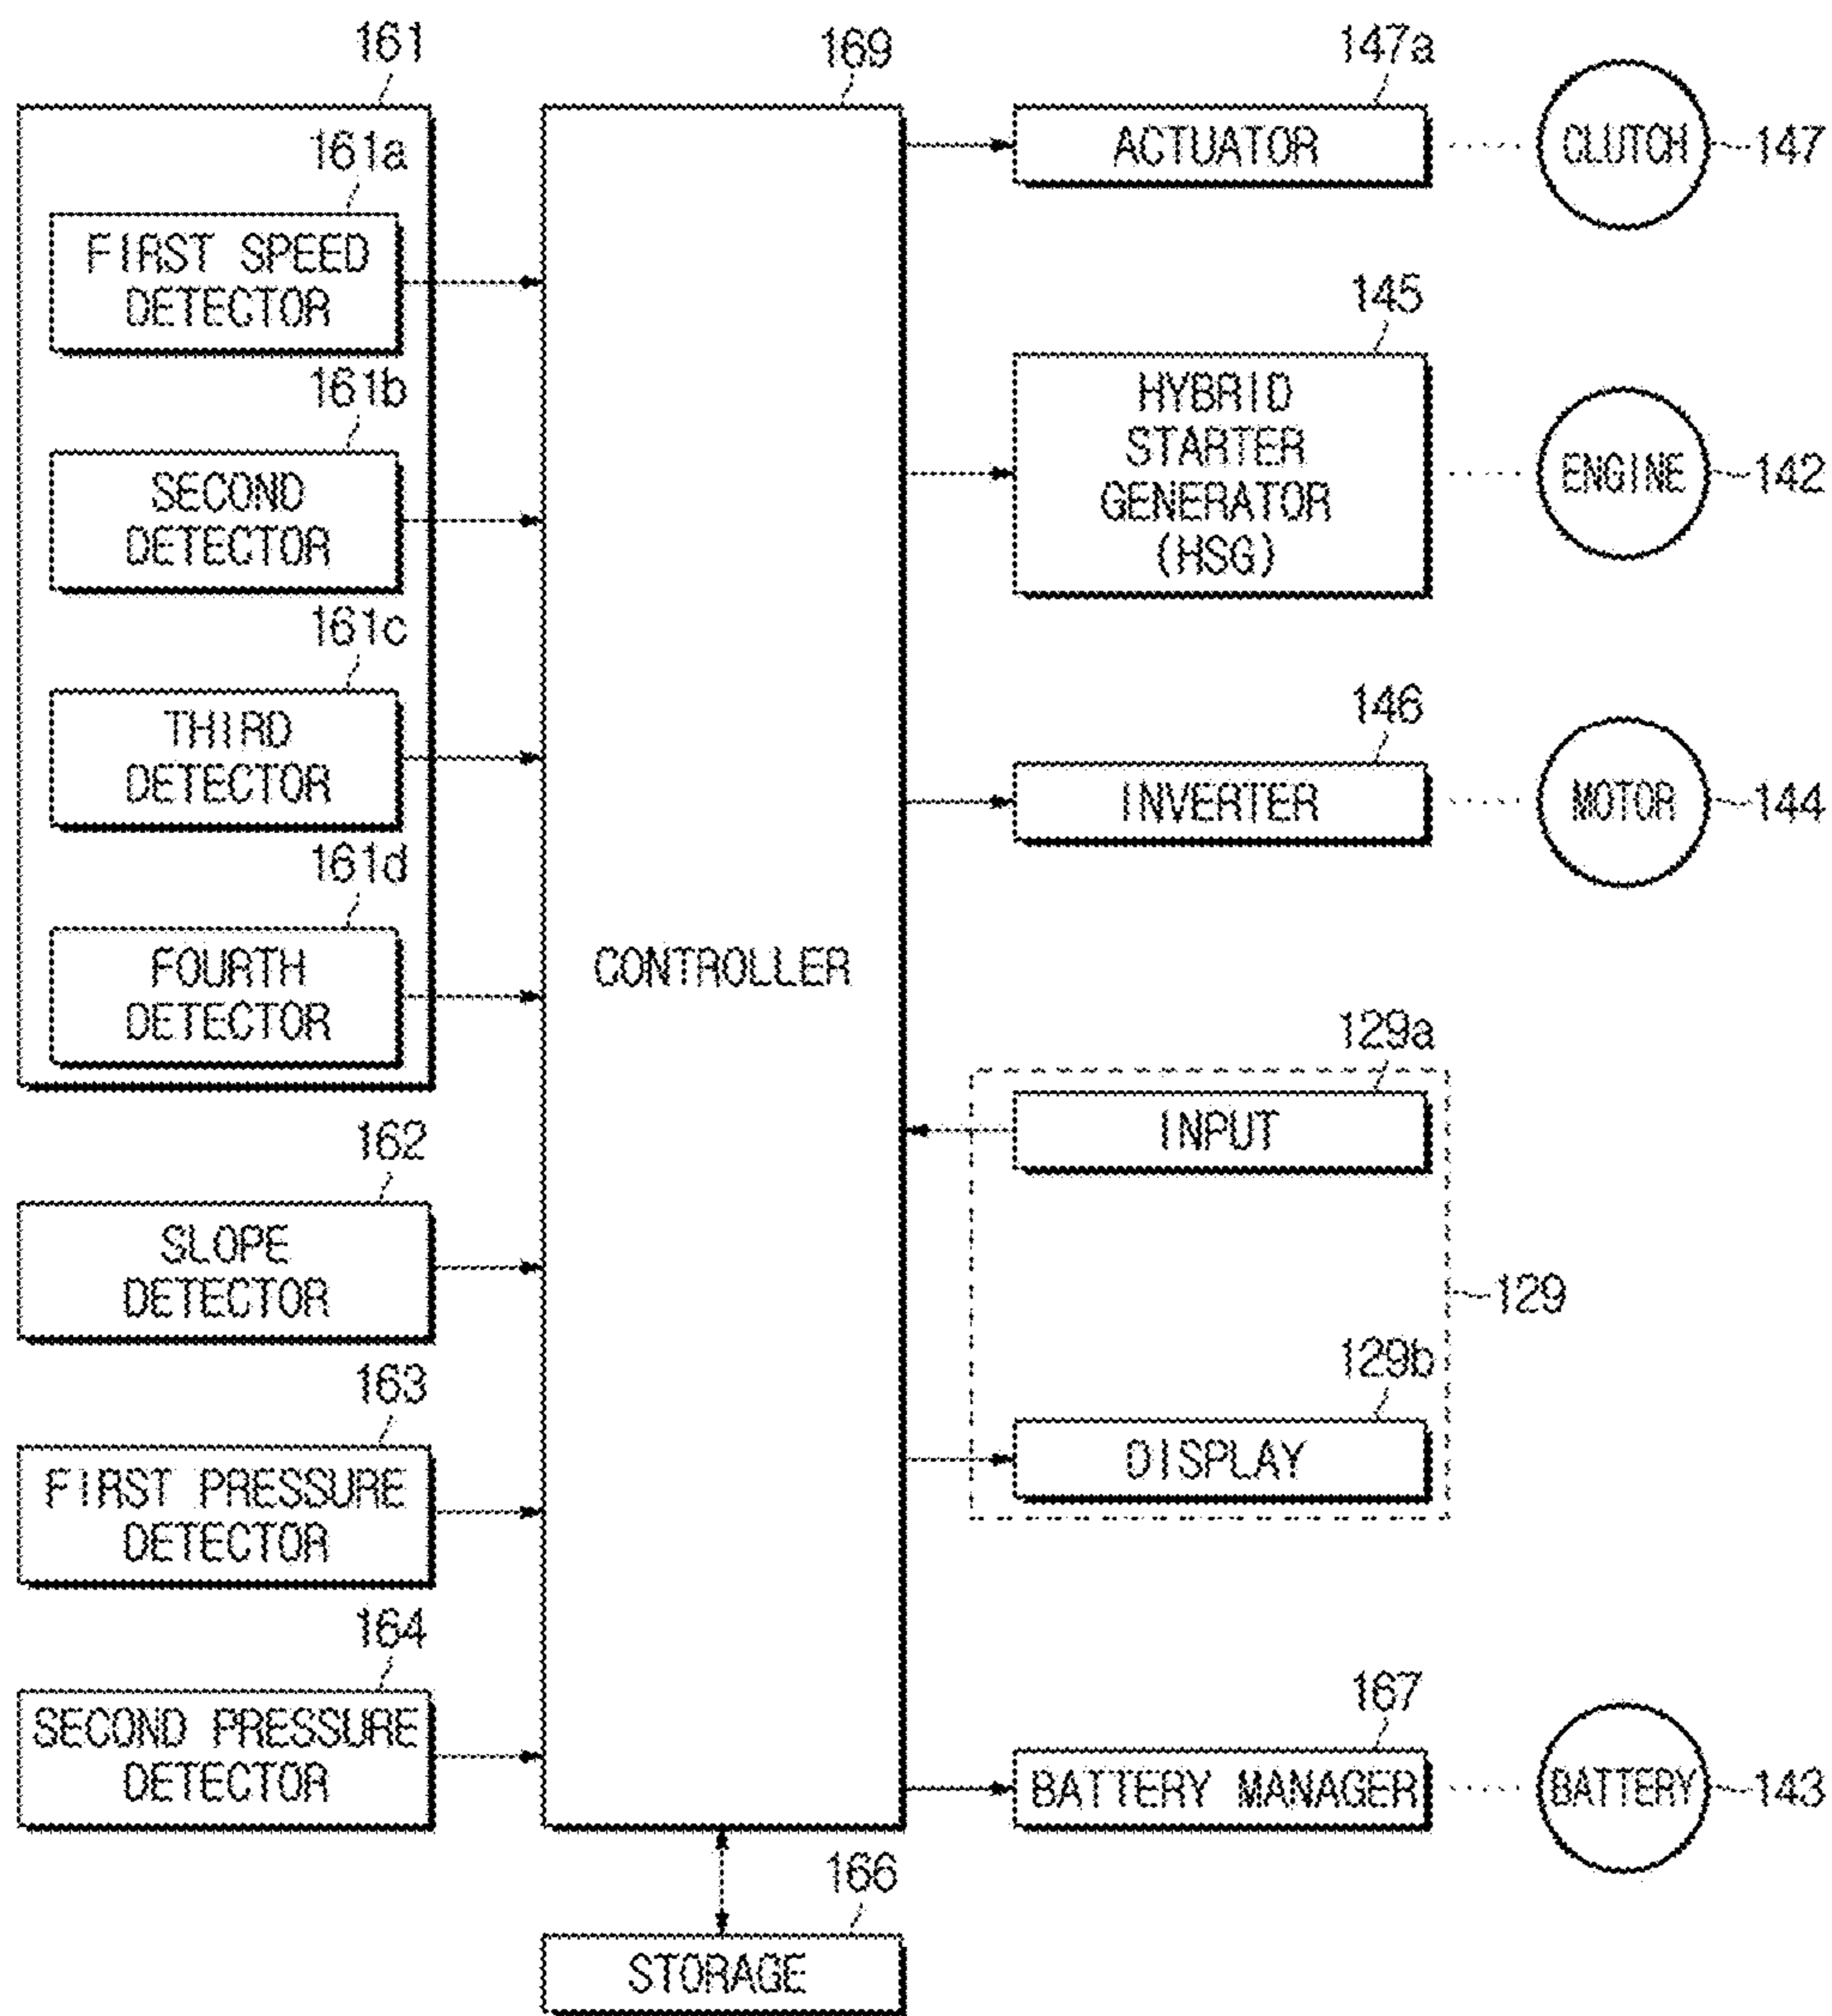 161
169
147a
161a
FIRST SPEED
DETECTOR
161b
SECOND
DETECTOR
161c
THIRD
DETECTOR
161d
FOURTH
DETECTOR
162
SLOPE
DETECTOR
163
FIRST PRESSURE
DETECTOR
164
SECOND PRESSURE
DETECTOR
CONTROLLER
166
STORAGE
ACTUATOR
CLUTCH
147
145
HYBRID
STARTER
GENERATOR
(HSG)
ENGINE
142
146
INVERTER
MOTOR
144
129a
INPUT
129
129b
DISPLAY
167
BATTERY MANAGER
BATTERY
143